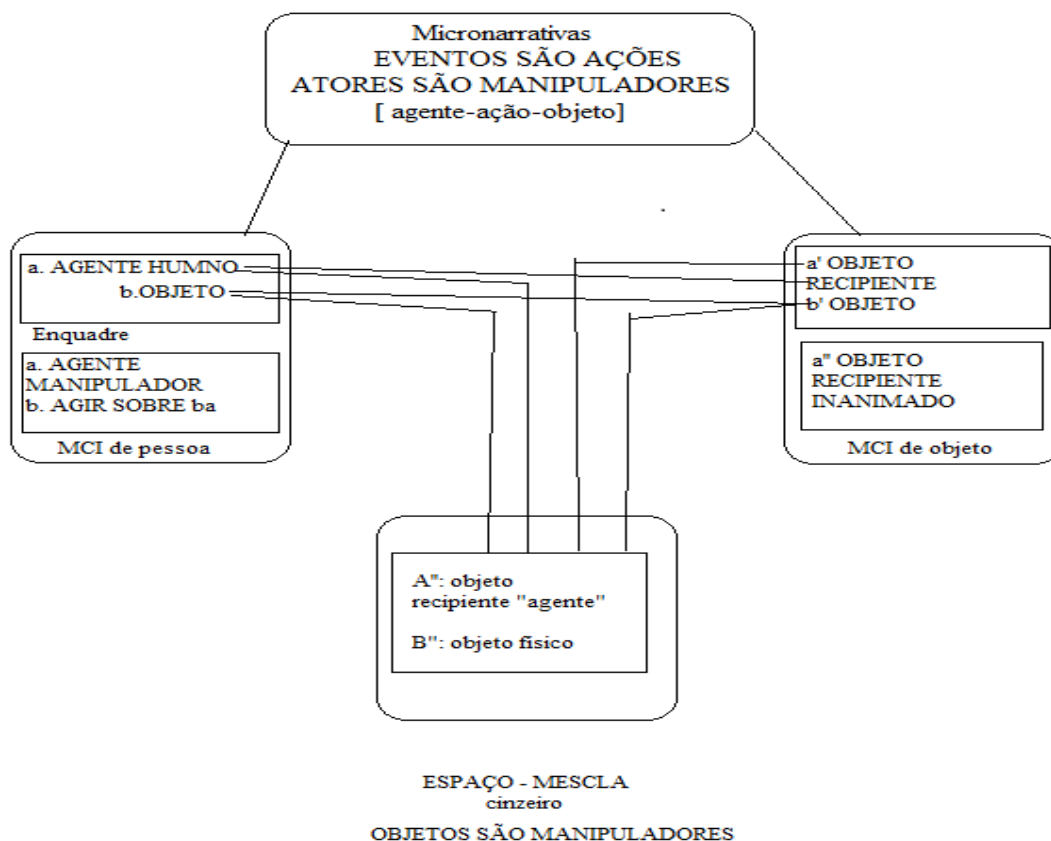 Micronarrativas
EVENTOS SÃO AÇÕES
ATORES SÃO MANIPULADORES
[ agente-ação-objeto]
a. AGENTE HUMNO
b.OBJETO
Enquadre
a. AGENTE
MANIPULADOR
b. AGIR SOBRE ba
MCI de pessoa
a' OBJETO
RECIPIENTE
b' OBJETO
a" OBJETO
RECIPIENTE
INANIMADO
MCI de objeto
A": objeto
recipiente "agente"
B": objeto físico
ESPAÇO - MESCLA
cinzeiro
OBJETOS SÃO MANIPULADORES